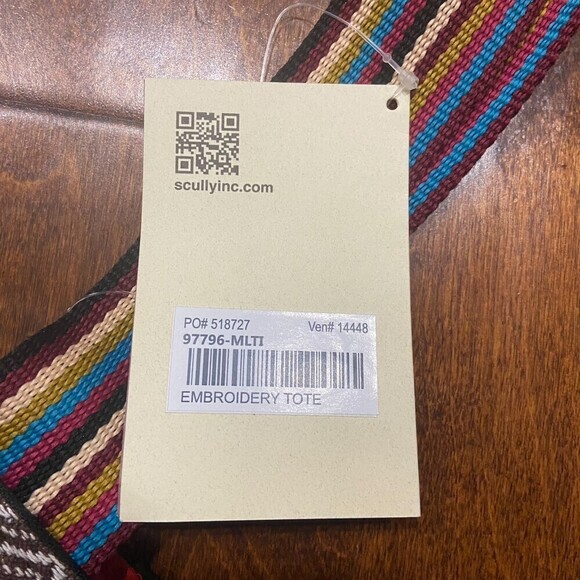 scullyinc.com
PO# 518727 Ven# 14448
97796-MLTI
EMBROIDERY TOTE